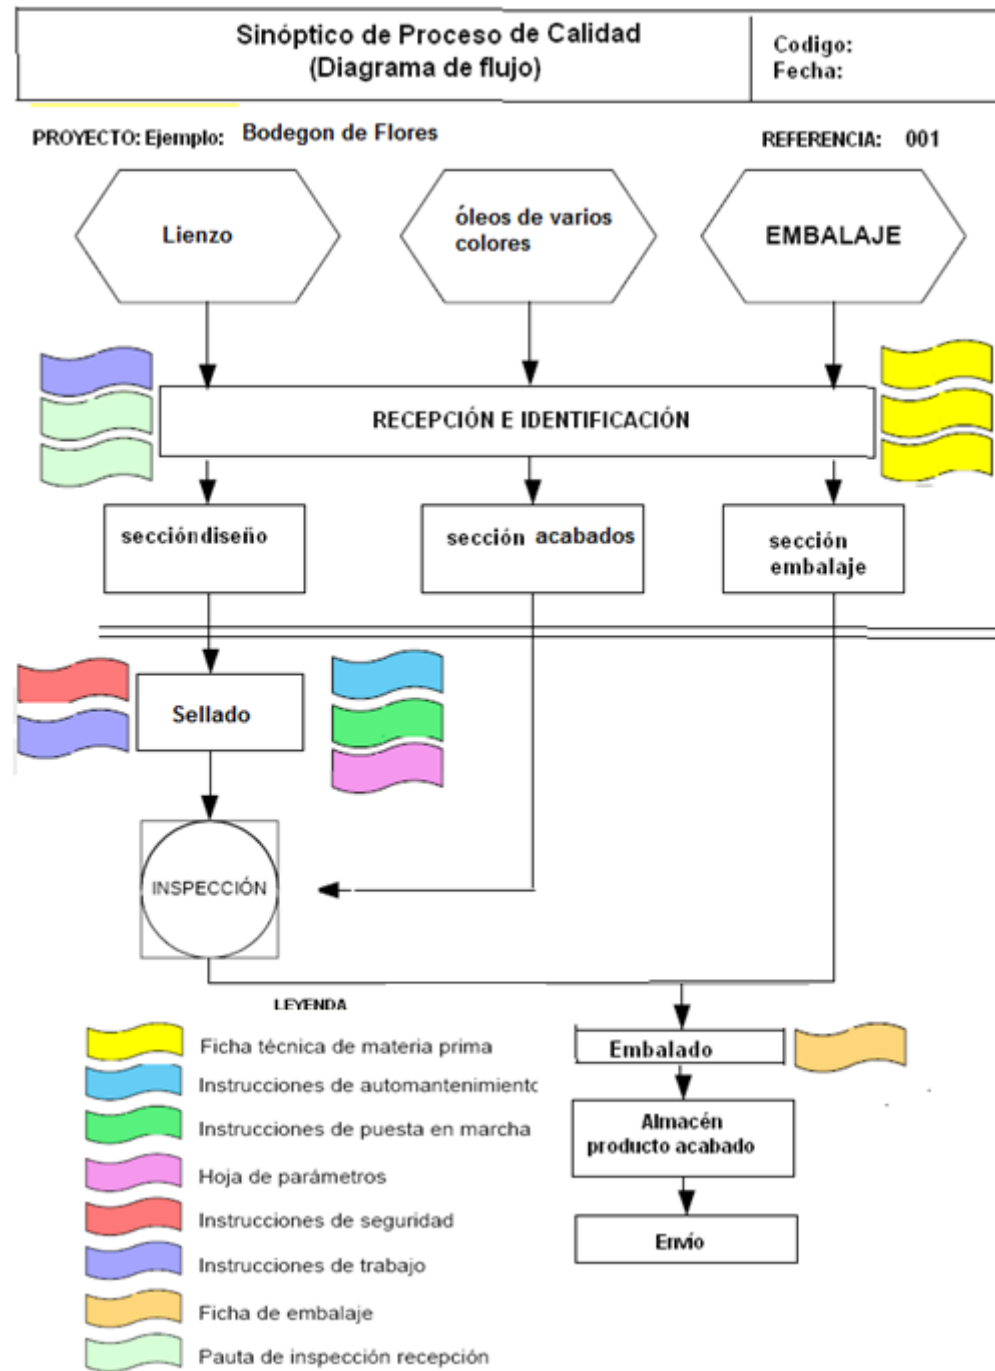 Sinóptico de Proceso de Calidad
(Diagrama de flujo)
Codigo:
Fecha:
PROYECTO: Ejemplo: Bodegon de Flores
REFERENCIA: 001
Lienzo
óleos de varios
colores
EMBALAJE
RECEPCIÓN E IDENTIFICACIÓN
sección diseño
sección acabados
sección
embalaje
Sellado
INSPECCIÓN
LEYENDA
Ficha técnica de materia prima
Instrucciones de automantenimiento
Instrucciones de puesta en marcha
Hoja de parámetros
Instrucciones de seguridad
Instrucciones de trabajo
Ficha de embalaje
Pauta de inspección recepción
Embalado
Almacén
producto acabado
Envío